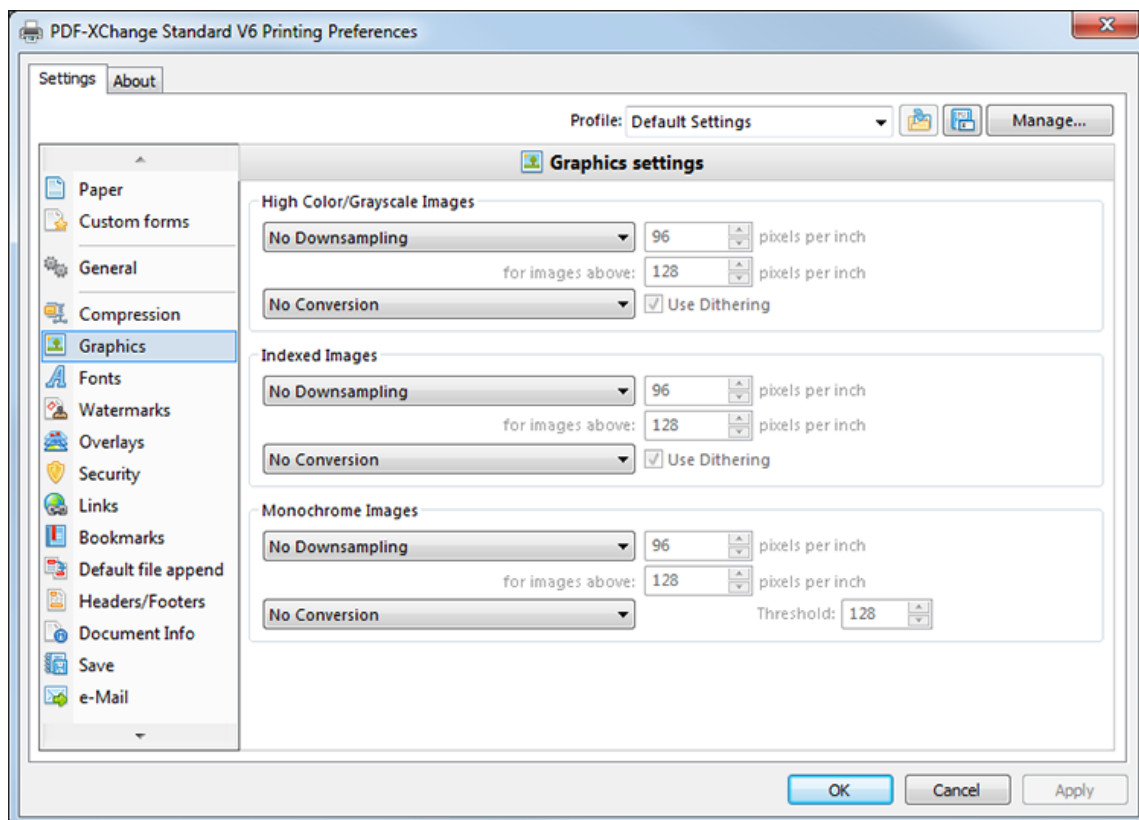 PDF-XChange Standard V6 Printing Preferences
Settings
About
Profile: Default Settings
Manage...
Paper
Custom forms
General
Compression
Graphics
Fonts
Watermarks
Overlays
Security
Links
Bookmarks
Default file append
Headers/Footers
Document Info
Save
e-Mail
Graphics settings
High Color/Grayscale Images
No Downsampling 96 pixels per inch
for images above: 128 pixels per inch
No Conversion Use Dithering
Indexed Images
No Downsampling 96 pixels per inch
for images above: 128 pixels per inch
No Conversion Use Dithering
Monochrome Images
No Downsampling 96 pixels per inch
for images above: 128 pixels per inch
No Conversion Threshold: 128
OK Cancel Apply